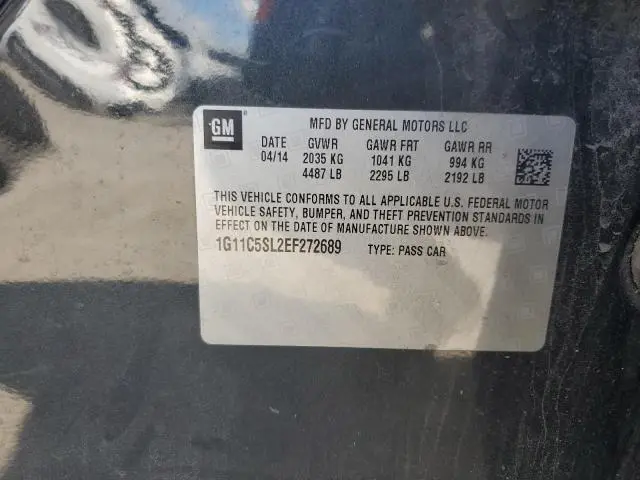 GM ® MFD BY GENERAL MOTORS LLC
DATE GVWR GAWR FRT GAWR RR
04/14 2035 KG 1041 KG 994 KG
4487 LB 2295 LB 2192 LB
THIS VEHICLE CONFORMS TO ALL APPLICABLE U.S. FEDERAL MOTOR
VEHICLE SAFETY, BUMPER, AND THEFT PREVENTION STANDARDS IN
EFFECT ON THE DATE OF MANUFACTURE SHOWN ABOVE.
1G11C5SL2EF272689 TYPE: PASS CAR